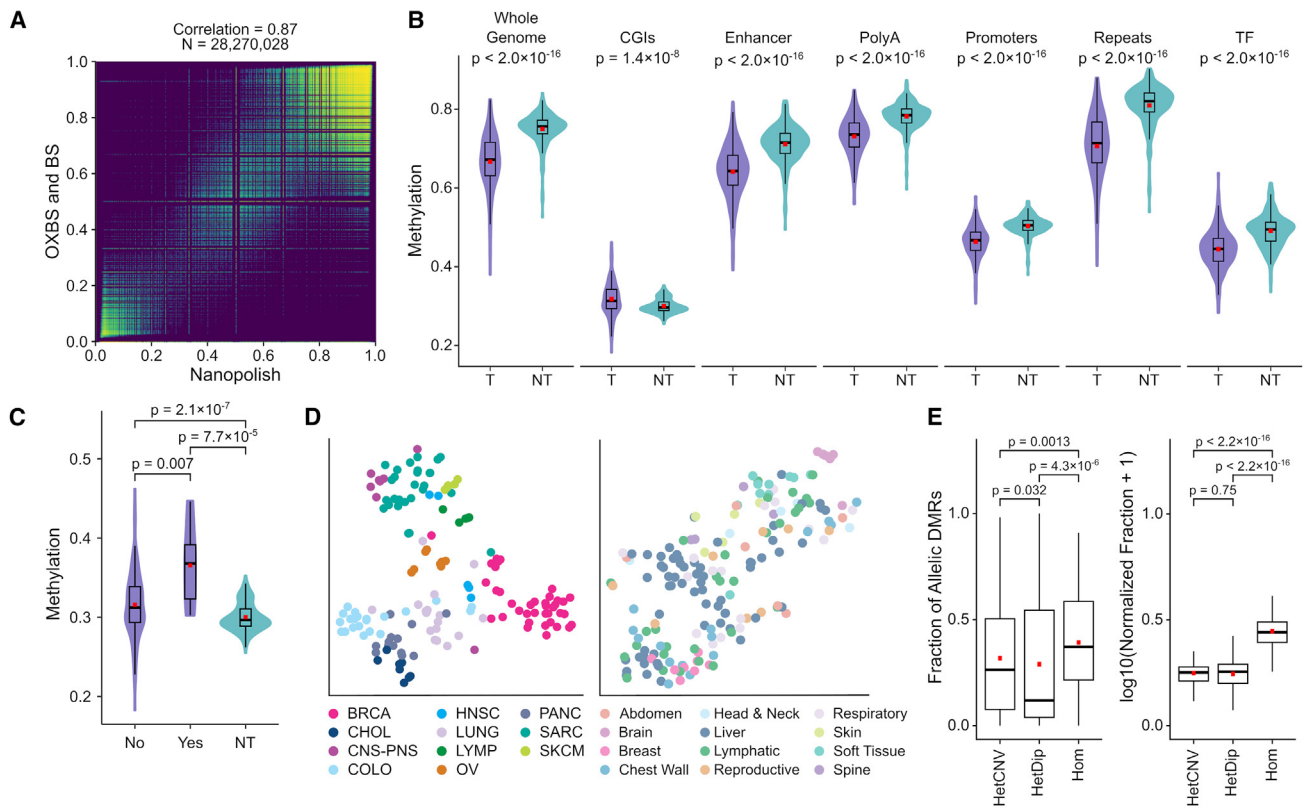 A
Correlation = 0.87
N = 28,270,028
OXBS and BS
1.0
0.8
0.6
0.4
0.2
0.0
0.0
0.2
0.4
0.6
0.8
1.0
Nanopolish
B
Whole
Genome
p < 2.0×10-16
CGIs
p = 1.4×10-8
Enhancer
p < 2.0×10-16
PolyA
p < 2.0×10-16
Promoters
p < 2.0×10-16
Repeats
p < 2.0×10-16
TF
p < 2.0×10-16
Methylation
0.8
0.6
0.4
0.2
T
NT
T
NT
T
NT
T
NT
T
NT
T
NT
T
NT
C
p = 2.1×10-7
p = 7.7×10-5
p = 0.007
Methylation
0.5
0.4
0.3
0.2
No
Yes
NT
D
BRCA
CHOL
CNS-PNS
COLO
HNSC
LUNG
LYMP
OV
PANC
SARC
SKCM
Abdomen
Brain
Breast
Chest Wall
Head & Neck
Liver
Lymphatic
Reproductive
Respiratory
Skin
Soft Tissue
Spine
E
p = 0.0013
p = 4.3×10-6
p = 0.032
Fraction of Allelic DMRs
1.0
0.5
0.0
HetCNV
HetDip
Hom
p < 2.2×10-16
p < 2.2×10-16
p = 0.75
log10(Normalized Fraction + 1)
1.0
0.5
0.0
HetCNV
HetDip
Hom